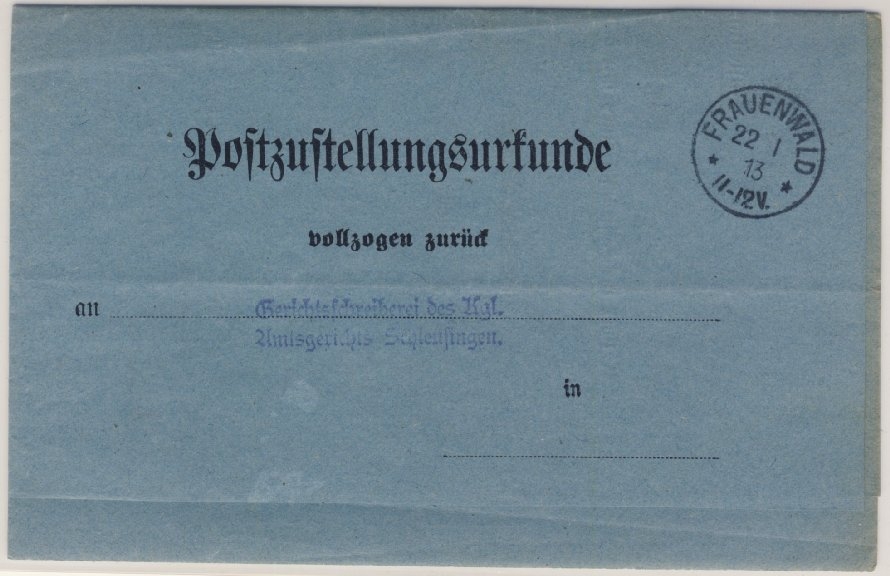 Postzustellungsurkunde
FRAUENWALD
22 1
13
* 11-12V. *
vollzogen zurück
an
Gerichtsschreiberei des Kgl.
Amtsgerichts Schleusingen.
in